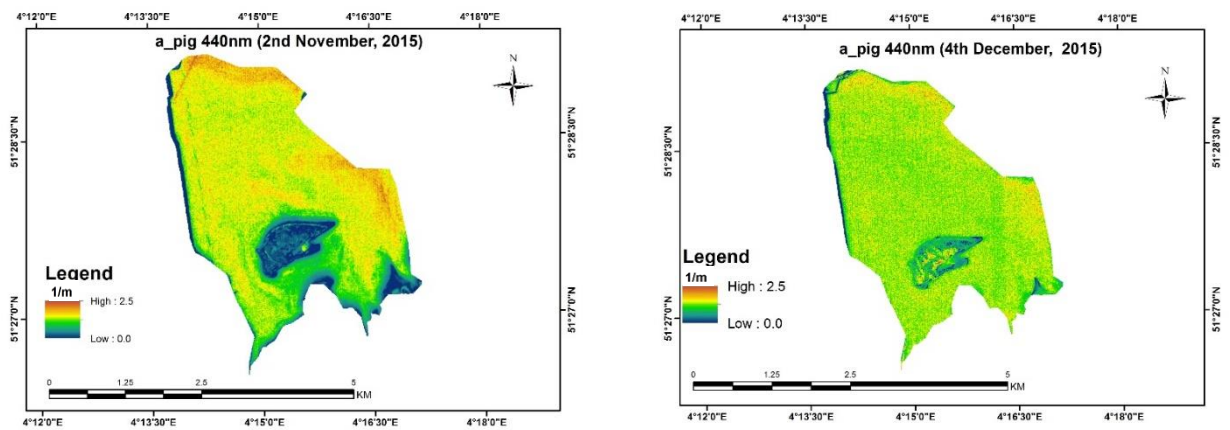 4°12'0"E 4°13'30"E 4°15'0"E 4°16'30"E 4°18'0"E
a_pig 440nm (2nd November, 2015)
N
51°28'30"N
51°28'30"N
51°27'0"N
51°27'0"N
Legend
1/m
High : 2.5
Low : 0.0
0 1.25 2.5 5
KM
4°12'0"E 4°13'30"E 4°15'0"E 4°16'30"E 4°18'0"E
4°12'0"E 4°13'30"E 4°15'0"E 4°16'30"E 4°18'0"E
a_pig 440nm (4th December, 2015)
N
51°28'30"N
51°28'30"N
51°27'0"N
51°27'0"N
Legend
1/m
High : 2.5
Low : 0.0
0 1.25 2.5 5
KM
4°12'0"E 4°13'30"E 4°15'0"E 4°16'30"E 4°18'0"E